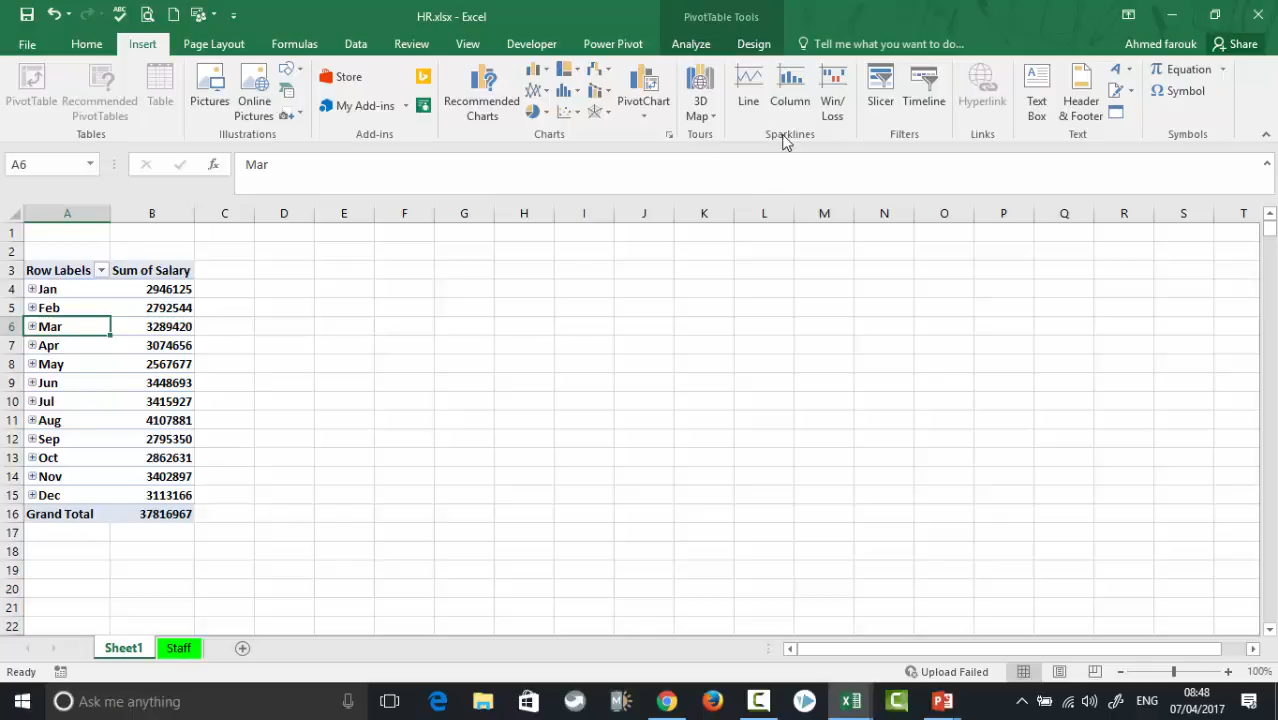 HR.xlsx - Excel
PivotTable Tools
File
Home
Insert
Page Layout
Formulas
Data
Review
View
Developer
Power Pivot
Analyze
Design
Tell me what you want to do...
Ahmed farouk
Share
PivotTable
Recommended
PivotTables
Table
Tables
Pictures
Online
Pictures
Illustrations
Store
My Add-ins
Add-ins
Recommended
Charts
PivotChart
Charts
3D
Map
Tours
Line
Column
Win/
Loss
Sparklines
Slicer
Timeline
Filters
Hyperlink
Links
Text
Box
Header
& Footer
Text
Equation
Symbol
Symbols
A6
fx
Mar
A B C D E F G H I J K L M N O P Q R S T
1
2
3 Row Labels Sum of Salary
4 Jan 2946125
5 Feb 2792544
6 Mar 3289420
7 Apr 3074656
8 May 2567677
9 Jun 3448693
10 Jul 3415927
11 Aug 4107881
12 Sep 2795350
13 Oct 2862631
14 Nov 3402897
15 Dec 3113166
16 Grand Total 37816967
17
18
19
20
21
22
Sheet1
Staff
Ready
Upload Failed
100%
Ask me anything
ENG
08:48
07/04/2017